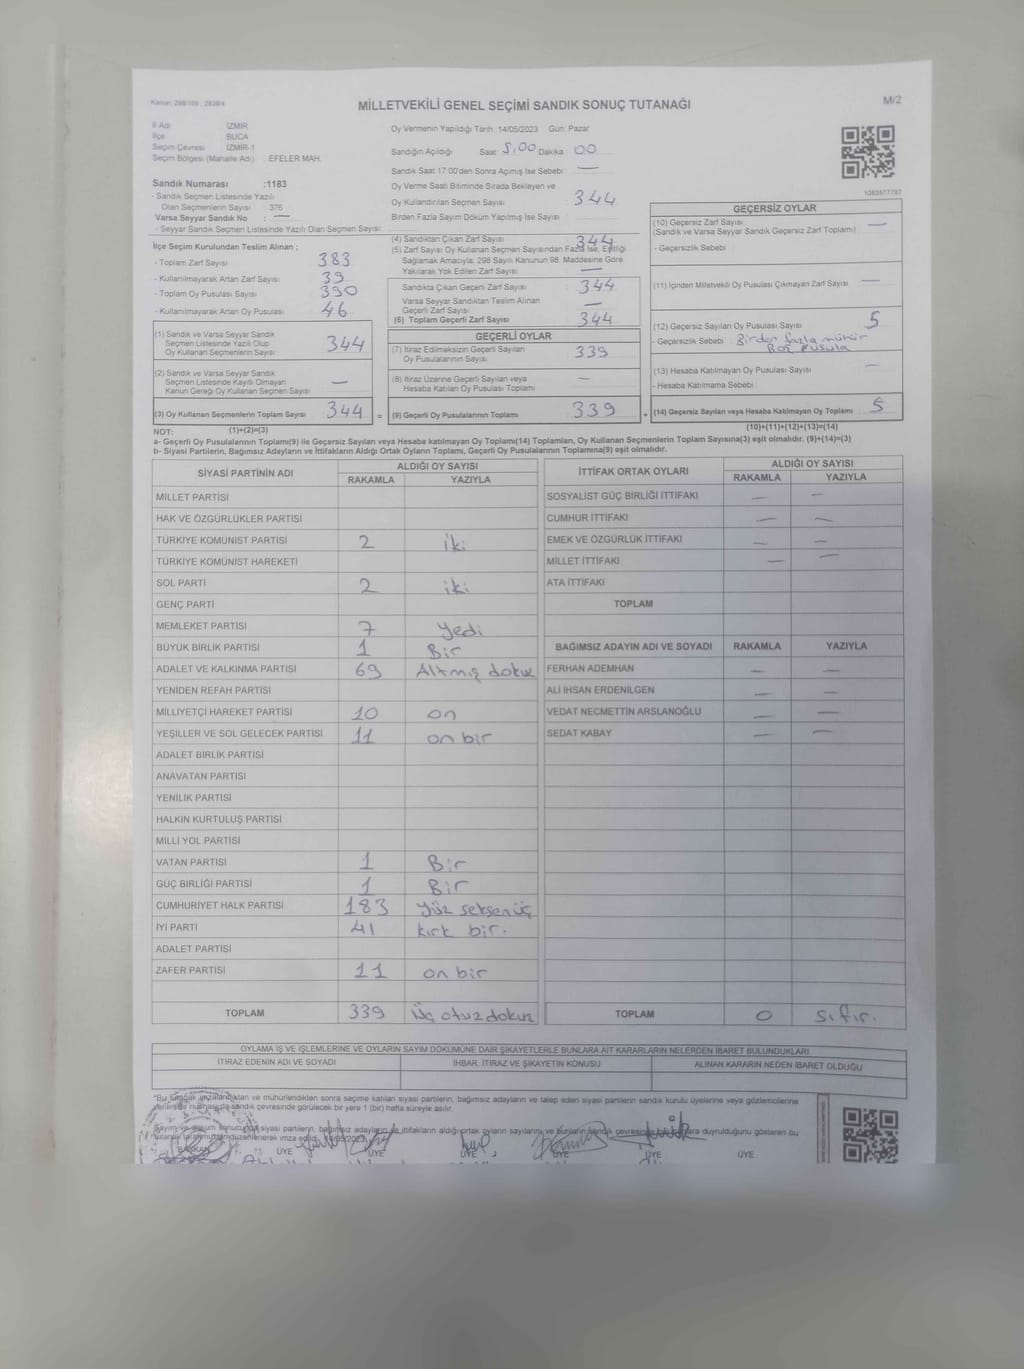 Kanun: 298/105 , 2839/4
MİLLETVEKİLİ GENEL SEÇİMİ SANDIK SONUÇ TUTANAĞI
M/2
İl Adı İZMİR
İlçe BUCA
Seçim Çevresi İZMİR-1
Seçim Bölgesi (Mahalle Adı) EFELER MAH.
Oy Vermenin Yapıldığı Tarih :14/05/2023 Gün: Pazar
Sandığın Açıldığı Saat: 5:00 Dakika 00
Sandık Saat 17:00'den Sonra Açımış İse Sebebi: —
Oy Verme Saati Bitiminde Sırada Bekleyen ve
Oy Kullandırılan Seçmen Sayısı 344
Birden Fazla Sayım Döküm Yapılmış İse Sayısı
1083577797
Sandık Numarası :1183
- Sandık Seçmen Listesinde Yazılı
Olan Seçmenlerin Sayısı : 376
Varsa Seyyar Sandık No : —
- Seyyar Sandık Seçmen Listesinde Yazılı Olan Seçmen Sayısı:
İlçe Seçim Kurulundan Teslim Alınan ;
- Toplam Zarf Sayısı 383
- Kullanılmayarak Artan Zarf Sayısı 39
- Toplam Oy Pusulası Sayısı 390
- Kullanılmayarak Artan Oy Pusulası 46
(1) Sandık ve Varsa Seyyar Sandık
Seçmen Listesinde Yazılı Olup
Oy Kullanan Seçmenlerin Sayısı 344
(2) Sandık ve Varsa Seyyar Sandık
Seçmen Listesinde Kayıtlı Olmayan
Kanun Gereği Oy Kullanan Seçmen Sayısı —
(3) Oy Kullanan Seçmenlerin Toplam Sayısı 344 =
(4) Sandıktan Çıkan Zarf Sayısı 344
(5) Zarf Sayısı Oy Kullanan Seçmen Sayısından Fazla İse, Eşitliği
Sağlamak Amacıyla, 298 Sayılı Kanunun 98. Maddesine Göre
Yakılarak Yok Edilen Zarf Sayısı —
Sandıkta Çıkan Geçerli Zarf Sayısı 344
Varsa Seyyar Sandıktan Teslim Alınan
Geçerli Zarf Sayısı —
(6) Toplam Geçerli Zarf Sayısı 344
GEÇERLİ OYLAR
(7) İtiraz Edilmeksizin Geçerli Sayılan
Oy Pusulalarının Sayısı 339
(8) İtiraz Üzerine Geçerli Sayılan veya
Hesaba Katılan Oy Pusulası Toplamı —
(9) Geçerli Oy Pusulalarının Toplamı 339 +
GEÇERSİZ OYLAR
(10) Geçersiz Zarf Sayısı —
(Sandık ve Varsa Seyyar Sandık Geçersiz Zarf Toplamı)
- Geçersizlik Sebebi
(11) İçinden Milletvekili Oy Pusulası Çıkmayan Zarf Sayısı —
(12) Geçersiz Sayılan Oy Pusulası Sayısı 5
- Geçersizlik Sebebi Birden fazla mühür
Boş Pusula
(13) Hesaba Katılmayan Oy Pusulası Sayısı —
- Hesaba Katılmama Sebebi
(14) Geçersiz Sayılan veya Hesaba Katılmayan Oy Toplamı 5
NOT: (1)+(2)=(3) (10)+(11)+(12)+(13)=(14)
a- Geçerli Oy Pusulalarının Toplamı(9) ile Geçersiz Sayılan veya Hesaba katılmayan Oy Toplamı(14) Toplamları, Oy Kullanan Seçmenlerin Toplam Sayısına(3) eşit olmalıdır. (9)+(14)=(3)
b- Siyasi Partilerin, Bağımsız Adayların ve İttifakların Aldığı Ortak Oyların Toplamı, Geçerli Oy Pusulalarının Toplamına(9) eşit olmalıdır.
SİYASİ PARTİNİN ADI ALDIĞI OY SAYISI
RAKAMLA YAZIYLA
MİLLET PARTİSİ
HAK VE ÖZGÜRLÜKLER PARTİSİ
TÜRKİYE KOMÜNİST PARTİSİ 2 iki
TÜRKİYE KOMÜNİST HAREKETİ
SOL PARTİ 2 iki
GENÇ PARTİ
MEMLEKET PARTİSİ 7 Yedi
BÜYÜK BİRLİK PARTİSİ 1 Bir
ADALET VE KALKINMA PARTİSİ 69 Altmış dokuz
YENİDEN REFAH PARTİSİ
MİLLİYETÇİ HAREKET PARTİSİ 10 on
YEŞİLLER VE SOL GELECEK PARTİSİ 11 on bir
ADALET BİRLİK PARTİSİ
ANAVATAN PARTİSİ
YENİLİK PARTİSİ
HALKIN KURTULUŞ PARTİSİ
MİLLİ YOL PARTİSİ
VATAN PARTİSİ 1 Bir
GÜÇ BİRLİĞİ PARTİSİ 1 Bir
CUMHURİYET HALK PARTİSİ 183 Yüz seksen üç
İYİ PARTİ 41 kırk bir.
ADALET PARTİSİ
ZAFER PARTİSİ 11 on bir
TOPLAM 339 Üç otuz dokuz
İTTİFAK ORTAK OYLARI ALDIĞI OY SAYISI
RAKAMLA YAZIYLA
SOSYALİST GÜÇ BİRLİĞİ İTTİFAKI — —
CUMHUR İTTİFAKI — —
EMEK VE ÖZGÜRLÜK İTTİFAKI — —
MİLLET İTTİFAKI — —
ATA İTTİFAKI
TOPLAM
BAĞIMSIZ ADAYIN ADI VE SOYADI RAKAMLA YAZIYLA
FERHAN ADEMHAN — —
ALİ İHSAN ERDENİLGEN — —
VEDAT NECMETTİN ARSLANOĞLU — —
SEDAT KABAY — —
TOPLAM 0 sıfır.
OYLAMA İŞ VE İŞLEMLERİNE VE OYLARIN SAYIM DÖKÜMÜNE DAİR ŞİKAYETLERLE BUNLARA AİT KARARLARIN NELERDEN İBARET BULUNDUKLARI
İTİRAZ EDENİN ADI VE SOYADI İHBAR, İTİRAZ VE ŞİKAYETİN KONUSU ALINAN KARARIN NEDEN İBARET OLDUĞU
"Bu tutanak imzalandıktan ve mühürlendikten sonra seçime katılan siyasi partilerin, bağımsız adayların ve talep eden siyasi partilerin sandık kurulu üyelerine veya gözlemcilerine
verilir. Bir nüshası da sandık çevresinde görülecek bir yere 1 (bir) hafta süreyle asılır.
Sayım ve döküm sonucunda siyasi partilerin, bağımsız adayların ile ittifakların aldığı ortak oyların sayılarını ve bunların sandık çevresinde duyrulduğunu gösteren bu
tutanak tarafımızdan düzenlenerek imza edildi. 14/05/2023
BAŞKAN ÜYE ÜYE ÜYE ÜYE ÜYE ÜYE